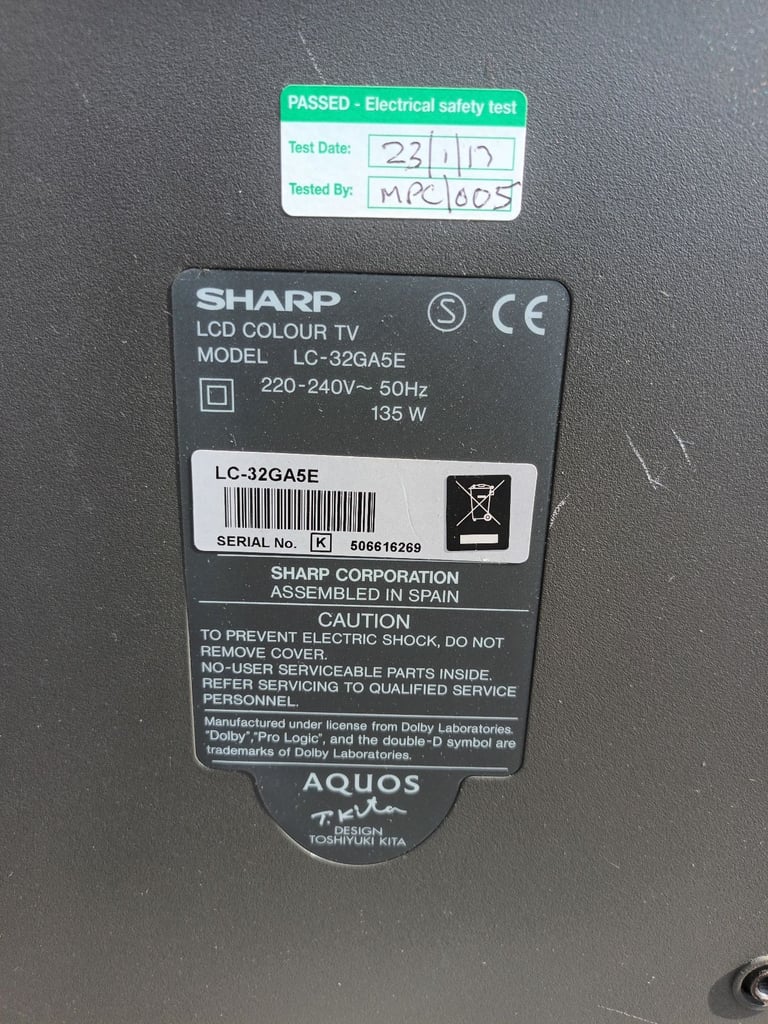 PASSED - Electrical safety test
Test Date: 23/1/17
Tested By: MPC/005
SHARP
S CE
LCD COLOUR TV
MODEL LC-32GA5E
220-240V~ 50Hz
135 W
LC-32GA5E
SERIAL No. K 506616269
SHARP CORPORATION
ASSEMBLED IN SPAIN
CAUTION
TO PREVENT ELECTRIC SHOCK, DO NOT
REMOVE COVER.
NO-USER SERVICEABLE PARTS INSIDE.
REFER SERVICING TO QUALIFIED SERVICE
PERSONNEL.
Manufactured under license from Dolby Laboratories.
"Dolby","Pro Logic", and the double-D symbol are
trademarks of Dolby Laboratories.
AQUOS
T. Kita
DESIGN
TOSHIYUKI KITA